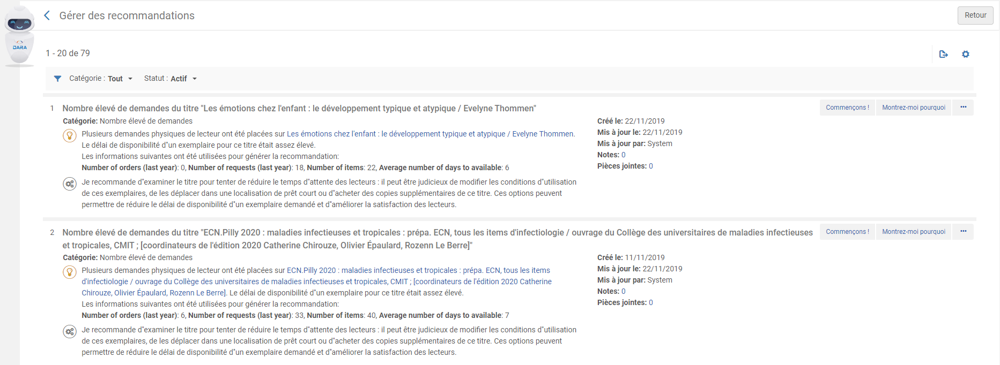 Gérer des recommandations
Retour
DARA
1 - 20 de 79
Catégorie : Tout Statut : Actif
1 Nombre élevé de demandes du titre "Les émotions chez l'enfant : le développement typique et atypique / Evelyne Thommen"
Commençons ! Montrez-moi pourquoi ...
Catégorie: Nombre élevé de demandes
Plusieurs demandes physiques de lecteur ont été placées sur Les émotions chez l'enfant : le développement typique et atypique / Evelyne Thommen.
Le délai de disponibilité d''un exemplaire pour ce titre était assez élevé.
Les informations suivantes ont été utilisées pour générer la recommandation:
Number of orders (last year): 0, Number of requests (last year): 18, Number of items: 22, Average number of days to available: 6
Je recommande d''examiner le titre pour tenter de réduire le temps d''attente des lecteurs : il peut être judicieux de modifier les conditions d''utilisation
de ces exemplaires, de les déplacer dans une localisation de prêt court ou d''acheter des copies supplémentaires de ce titre. Ces options peuvent
permettre de réduire le délai de disponibilité d''un exemplaire demandé et d''améliorer la satisfaction des lecteurs.
Créé le: 22/11/2019
Mis à jour le: 22/11/2019
Mis à jour par: System
Notes: 0
Pièces jointes: 0
2 Nombre élevé de demandes du titre "ECN.Pilly 2020 : maladies infectieuses et tropicales : prépa. ECN, tous les items d'infectiologie / ouvrage du Collège des universitaires de maladies infectieuses
et tropicales, CMIT ; [coordinateurs de l'édition 2020 Catherine Chirouze, Olivier Épaulard, Rozenn Le Berre]"
Commençons ! Montrez-moi pourquoi ...
Catégorie: Nombre élevé de demandes
Plusieurs demandes physiques de lecteur ont été placées sur ECN.Pilly 2020 : maladies infectieuses et tropicales : prépa. ECN, tous les items
d'infectiologie / ouvrage du Collège des universitaires de maladies infectieuses et tropicales, CMIT ; [coordinateurs de l'édition 2020 Catherine
Chirouze, Olivier Épaulard, Rozenn Le Berre]. Le délai de disponibilité d''un exemplaire pour ce titre était assez élevé.
Les informations suivantes ont été utilisées pour générer la recommandation:
Number of orders (last year): 6, Number of requests (last year): 33, Number of items: 40, Average number of days to available: 7
Je recommande d''examiner le titre pour tenter de réduire le temps d''attente des lecteurs : il peut être judicieux de modifier les conditions d''utilisation
de ces exemplaires, de les déplacer dans une localisation de prêt court ou d''acheter des copies supplémentaires de ce titre. Ces options peuvent
permettre de réduire le délai de disponibilité d''un exemplaire demandé et d''améliorer la satisfaction des lecteurs.
Créé le: 11/11/2019
Mis à jour le: 22/11/2019
Mis à jour par: System
Notes: 0
Pièces jointes: 0